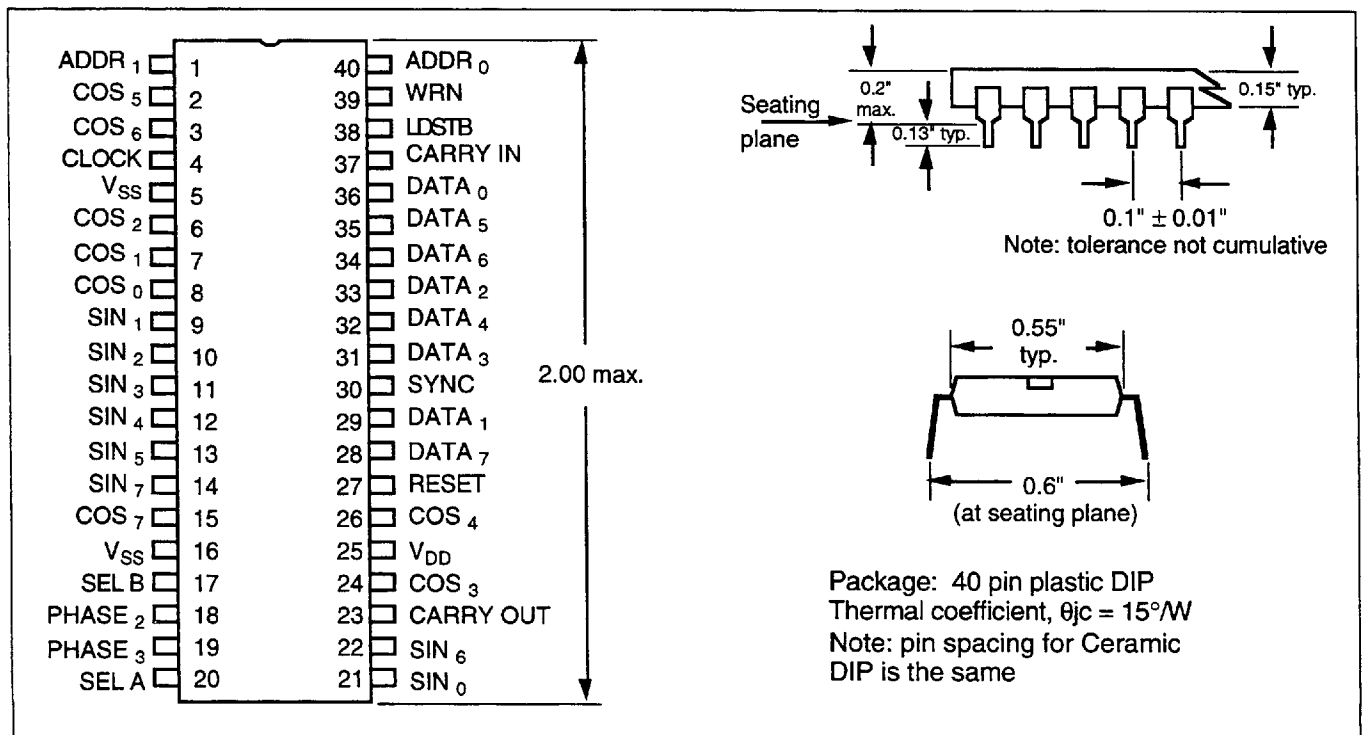 ADDR 1 1 40 ADDR 0
COS 5 2 39 WRN
COS 6 3 38 LDSTB
CLOCK 4 37 CARRY IN
VSS 5 36 DATA 0
COS 2 6 35 DATA 5
COS 1 7 34 DATA 6
COS 0 8 33 DATA 2
SIN 1 9 32 DATA 4
SIN 2 10 31 DATA 3
SIN 3 11 30 SYNC
SIN 4 12 29 DATA 1
SIN 5 13 28 DATA 7
SIN 7 14 27 RESET
COS 7 15 26 COS 4
VSS 16 25 VDD
SEL B 17 24 COS 3
PHASE 2 18 23 CARRY OUT
PHASE 3 19 22 SIN 6
SEL A 20 21 SIN 0
2.00 max.
Seating
plane
0.2"
max.
0.13" typ.
0.15" typ.
0.1" ± 0.01"
Note: tolerance not cumulative
0.55"
typ.
0.6"
(at seating plane)
Package: 40 pin plastic DIP
Thermal coefficient, θjc = 15°/W
Note: pin spacing for Ceramic
DIP is the same